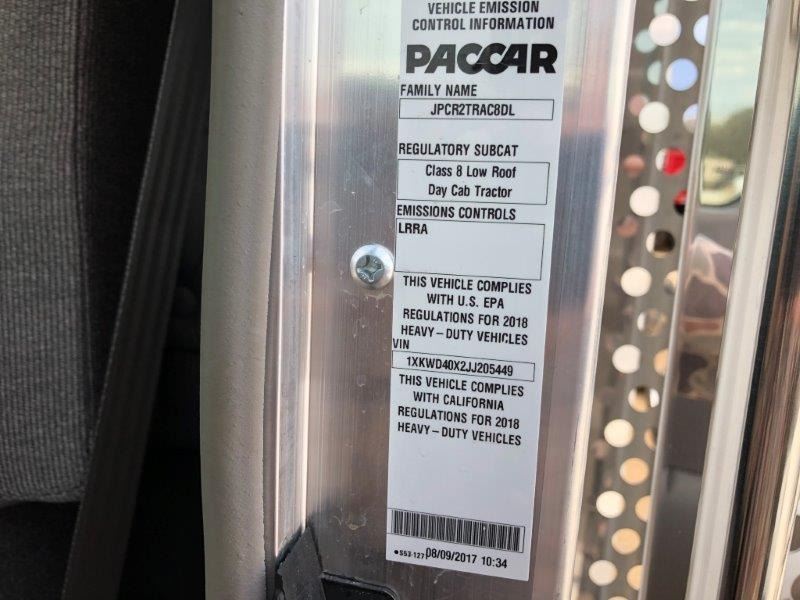 VEHICLE EMISSION
CONTROL INFORMATION
PACCAR
FAMILY NAME
JPCR2TRAC8DL
REGULATORY SUBCAT
Class 8 Low Roof
Day Cab Tractor
EMISSIONS CONTROLS
LRRA
THIS VEHICLE COMPLIES
WITH U.S. EPA
REGULATIONS FOR 2018
HEAVY-DUTY VEHICLES
VIN
1XKWD40X2JJ205449
THIS VEHICLE COMPLIES
WITH CALIFORNIA
REGULATIONS FOR 2018
HEAVY-DUTY VEHICLES
S53-127 08/09/2017 10:34